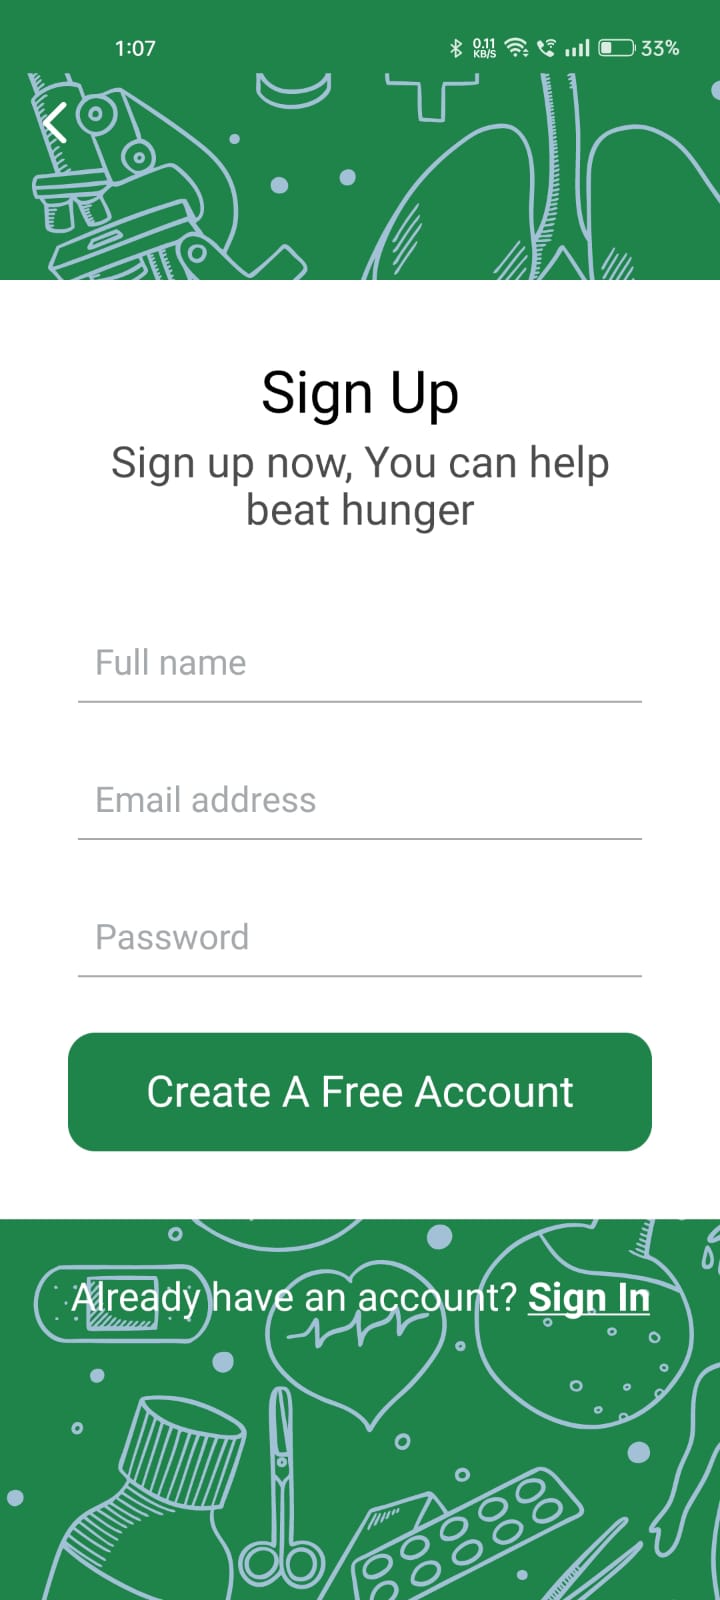 1:07
0.11
KB/S
33%
Sign Up
Sign up now, You can help
beat hunger
Full name
Email address
Password
Create A Free Account
Already have an account? Sign In